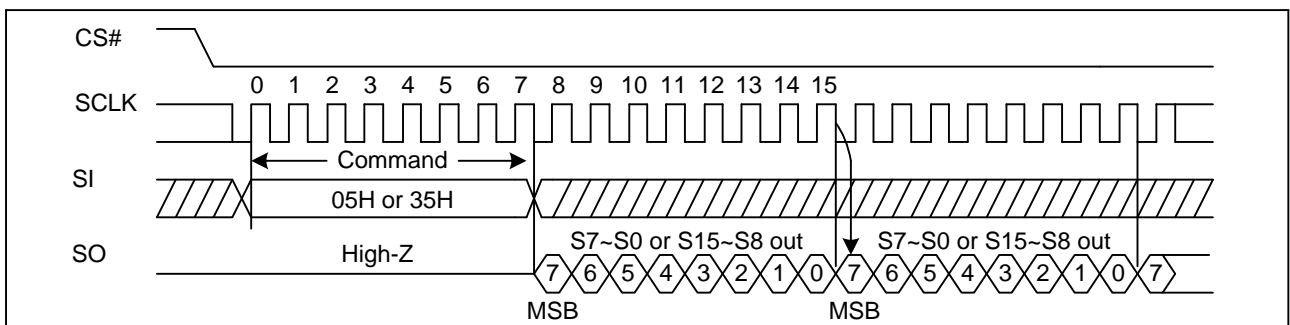 CS#
0 1 2 3 4 5 6 7 8 9 10 11 12 13 14 15
SCLK
Command
SI
05H or 35H
SO
High-Z
S7~S0 or S15~S8 out
S7~S0 or S15~S8 out
7 6 5 4 3 2 1 0 7 6 5 4 3 2 1 0 7
MSB
MSB